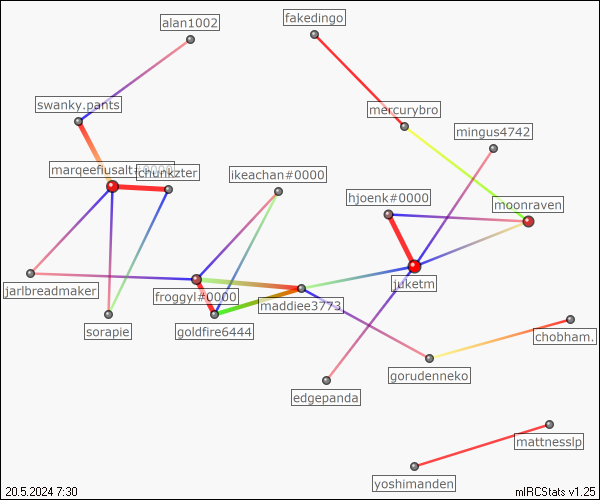 alan1002
fakedingo
swanky.pants
mercurybro
mingus4742
marqeefiusalt#0000
chunkzter
ikeachan#0000
hjoenk#0000
moonraven
jarlbreadmaker
froggyl#0000
maddiee3773
juketm
sorapie
goldfire6444
chobham.
gorudenneko
edgepanda
mattnesslp
yoshimanden
20.5.2024 7:30
mIRCStats v1.25